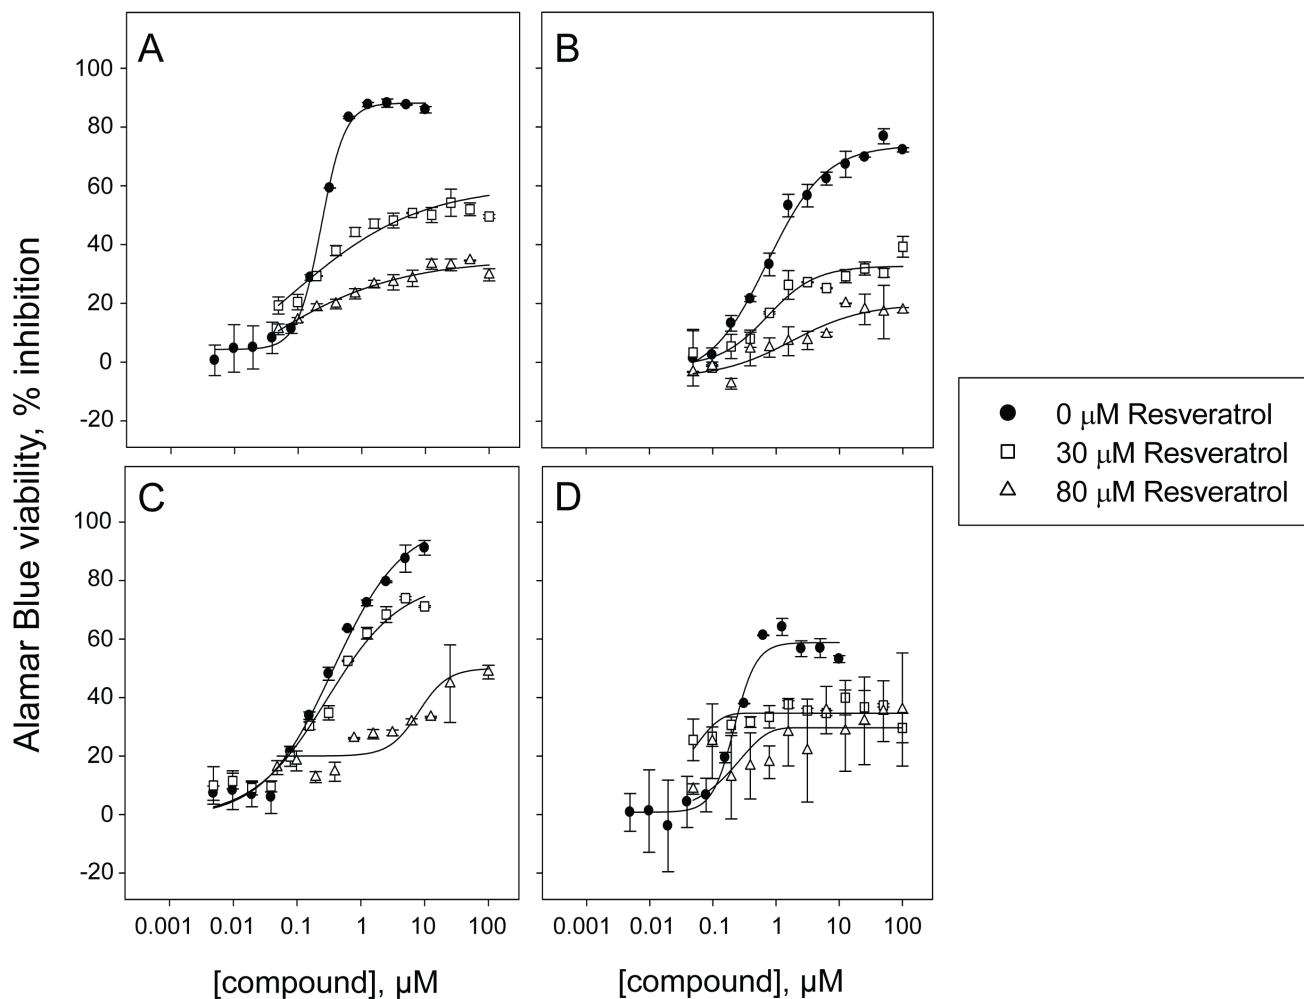 A
B
100
80
60
40
20
0
-20
Alamar Blue viability, % inhibition
0 μM Resveratrol
30 μM Resveratrol
80 μM Resveratrol
C
D
100
80
60
40
20
0
-20
0.001 0.01 0.1 1 10 100
0.001 0.01 0.1 1 10 100
[compound], μM
[compound], μM